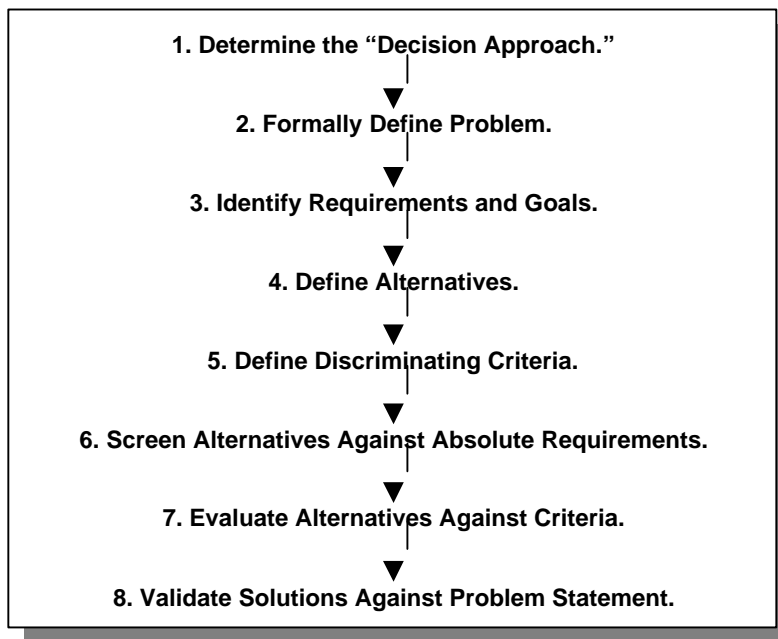 1. Determine the “Decision Approach.”
2. Formally Define Problem.
3. Identify Requirements and Goals.
4. Define Alternatives.
5. Define Discriminating Criteria.
6. Screen Alternatives Against Absolute Requirements.
7. Evaluate Alternatives Against Criteria.
8. Validate Solutions Against Problem Statement.